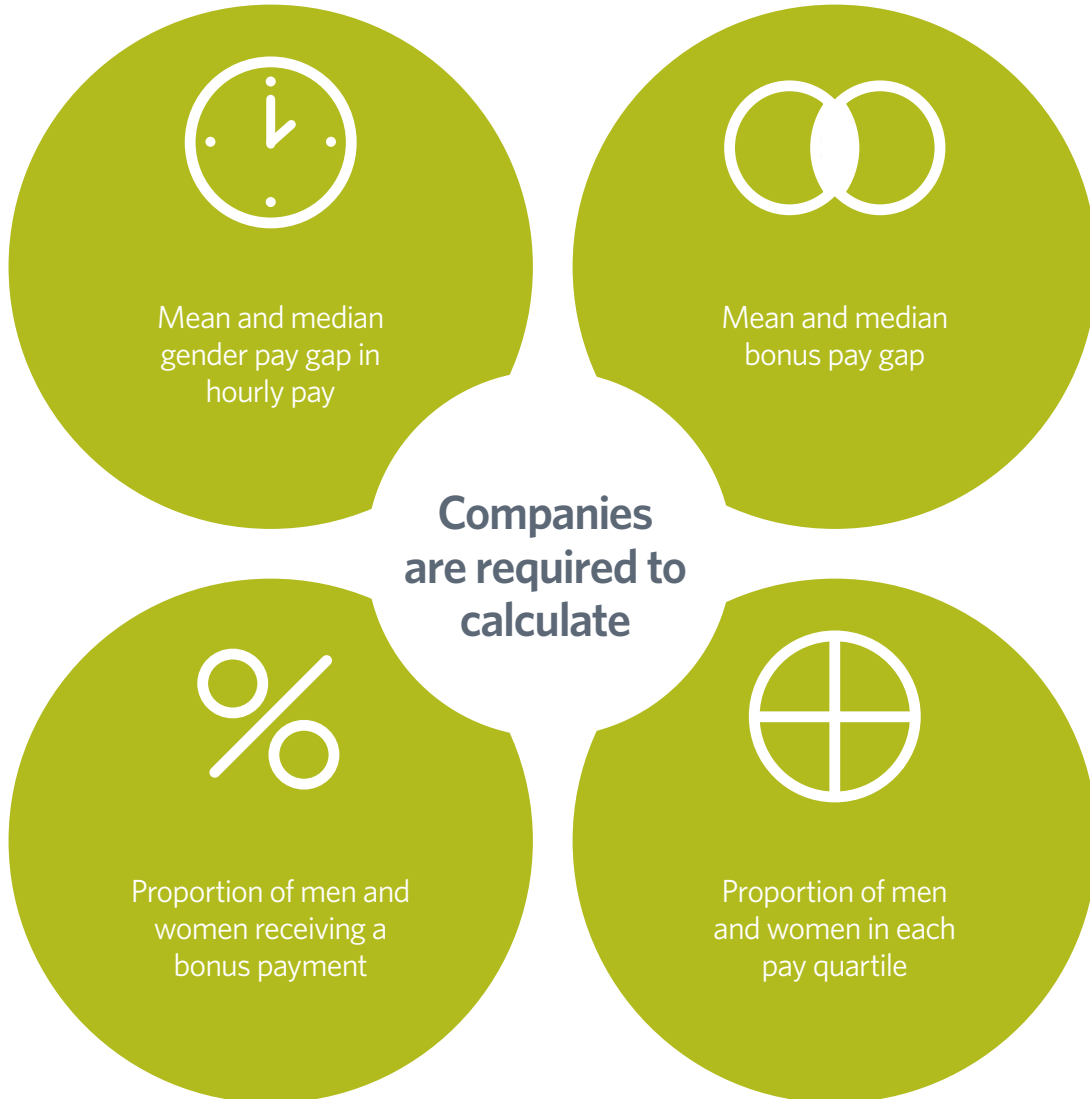 Mean and median
gender pay gap in
hourly pay
Mean and median
bonus pay gap
Companies
are required to
calculate
Proportion of men and
women receiving a
bonus payment
Proportion of men
and women in each
pay quartile